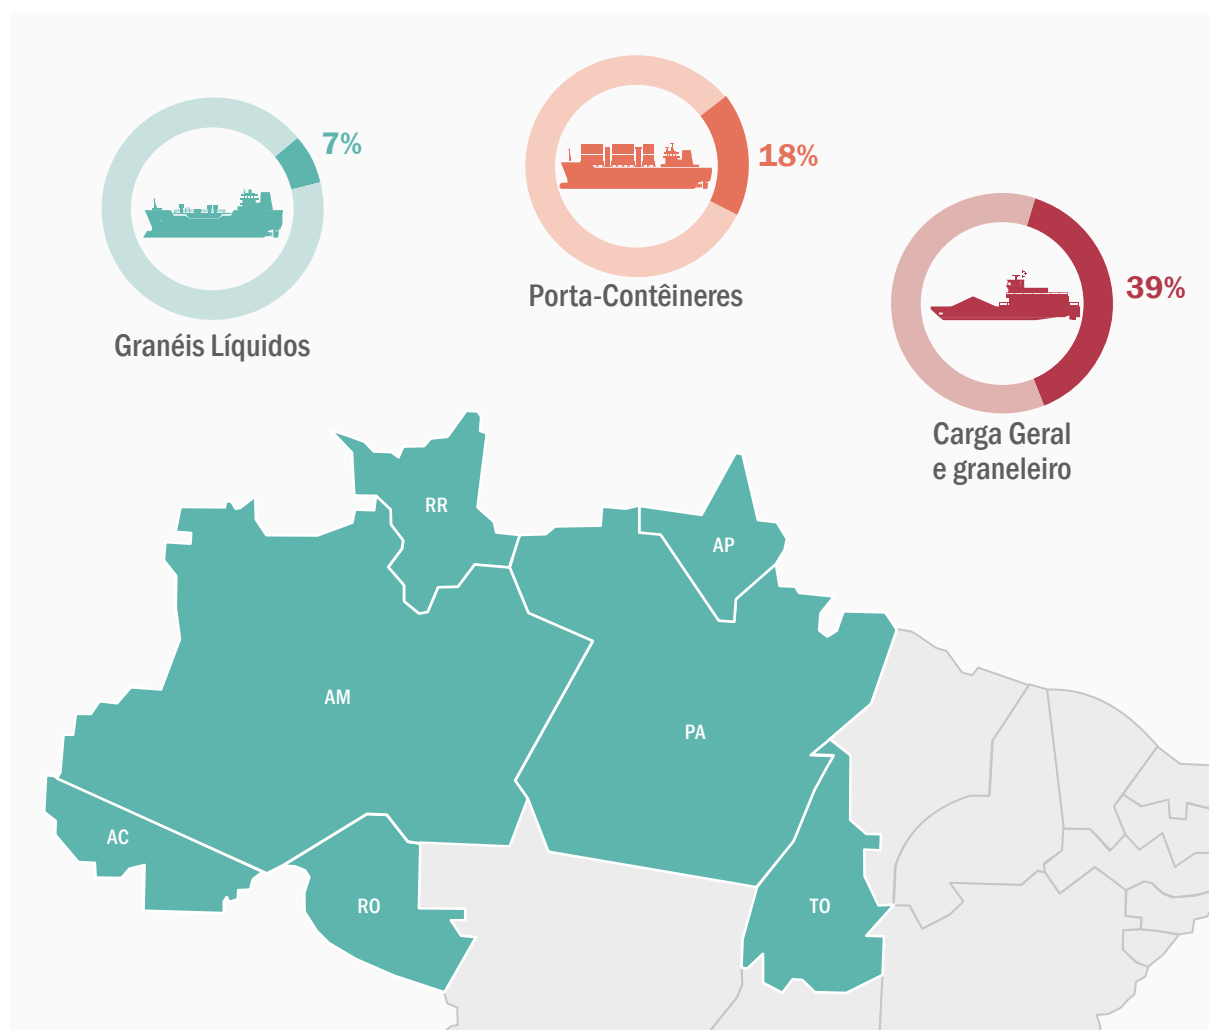 7%
Granéis Líquidos
18%
Porta-Contêineres
39%
Carga Geral
e graneleiro
RR
AP
AM
PA
AC
RO
TO